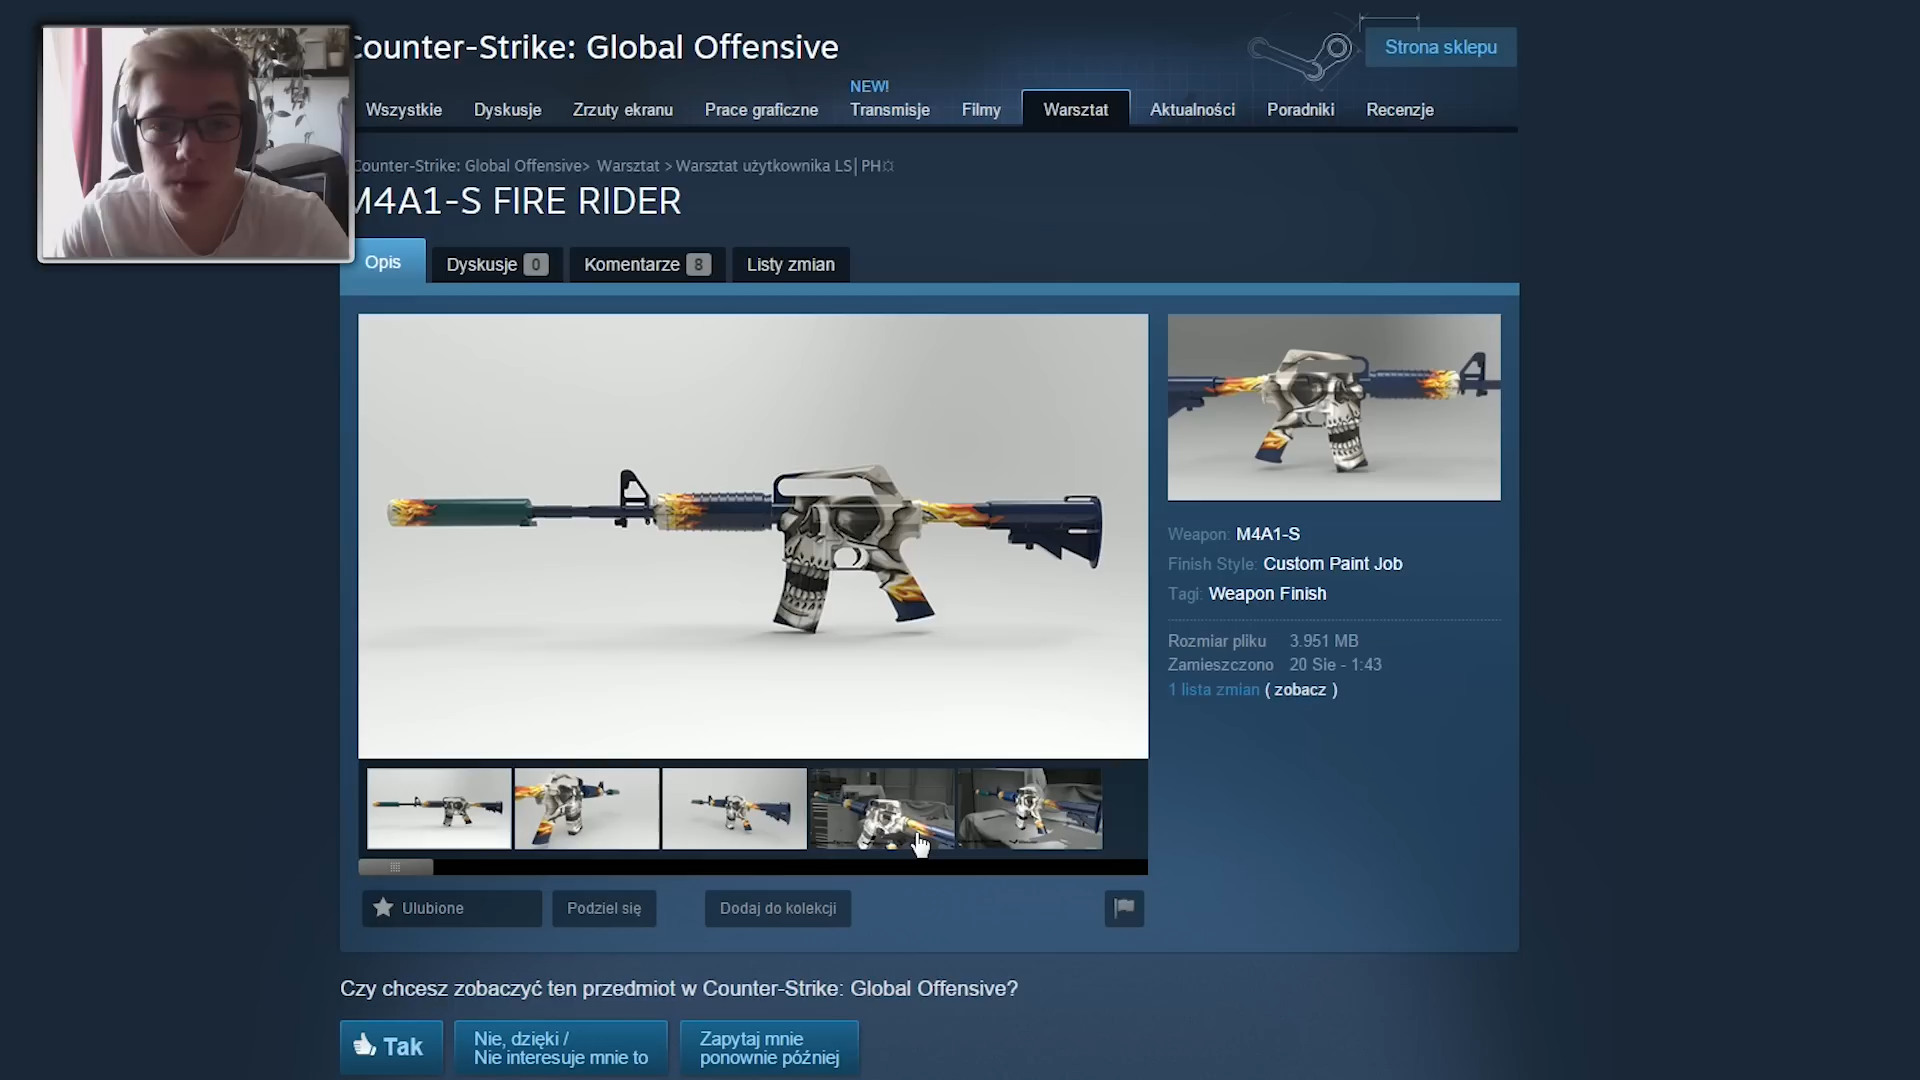 Counter-Strike: Global Offensive
Strona sklepu
NEW!
Wszystkie Dyskusje Zrzuty ekranu Prace graficzne Transmisje Filmy Warsztat Aktualności Poradniki Recenzje
Counter-Strike: Global Offensive> Warsztat > Warsztat użytkownika LS|PH☼
M4A1-S FIRE RIDER
Opis Dyskusje 0 Komentarze 8 Listy zmian
Weapon: M4A1-S
Finish Style: Custom Paint Job
Tagi: Weapon Finish
Rozmiar pliku 3.951 MB
Zamieszczono 20 Sie - 1:43
1 lista zmian ( zobacz )
Ulubione Podziel się Dodaj do kolekcji
Czy chcesz zobaczyć ten przedmiot w Counter-Strike: Global Offensive?
Tak
Nie, dzięki /
Nie interesuje mnie to
Zapytaj mnie
ponownie później